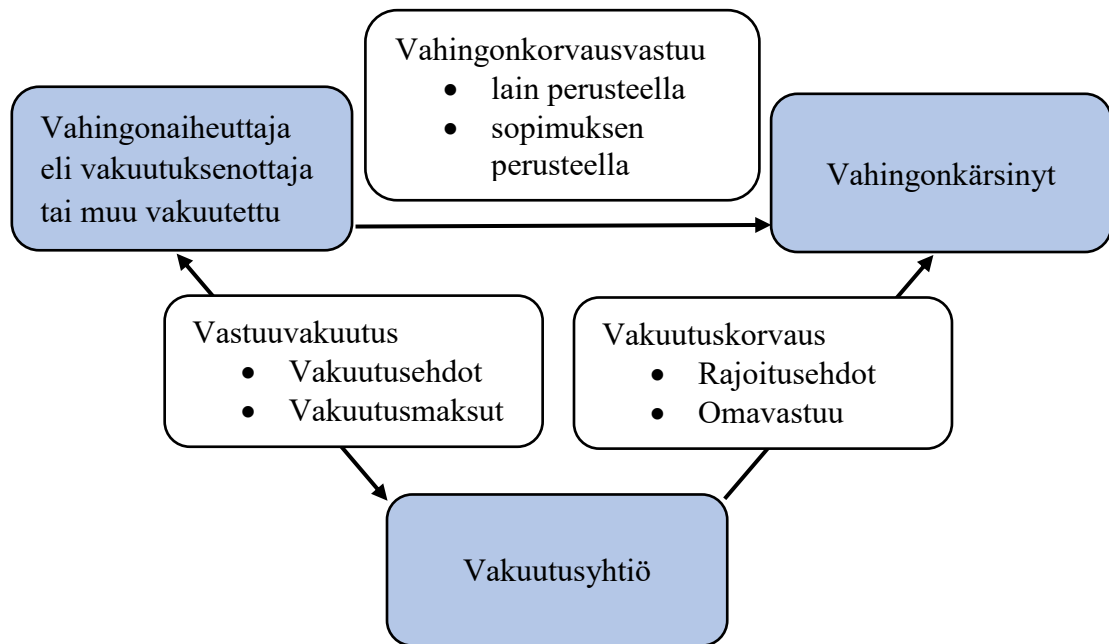 Vahingonkorvausvastuu
• lain perusteella
• sopimuksen
perusteella
Vahingonaiheuttaja
eli vakuutuksenottaja
tai muu vakuutettu
Vahingonkärsinyt
Vastuuvakuutus
• Vakuutusehdot
• Vakuutusmaksut
Vakuutuskorvaus
• Rajoitusehdot
• Omavastuu
Vakuutusyhtiö